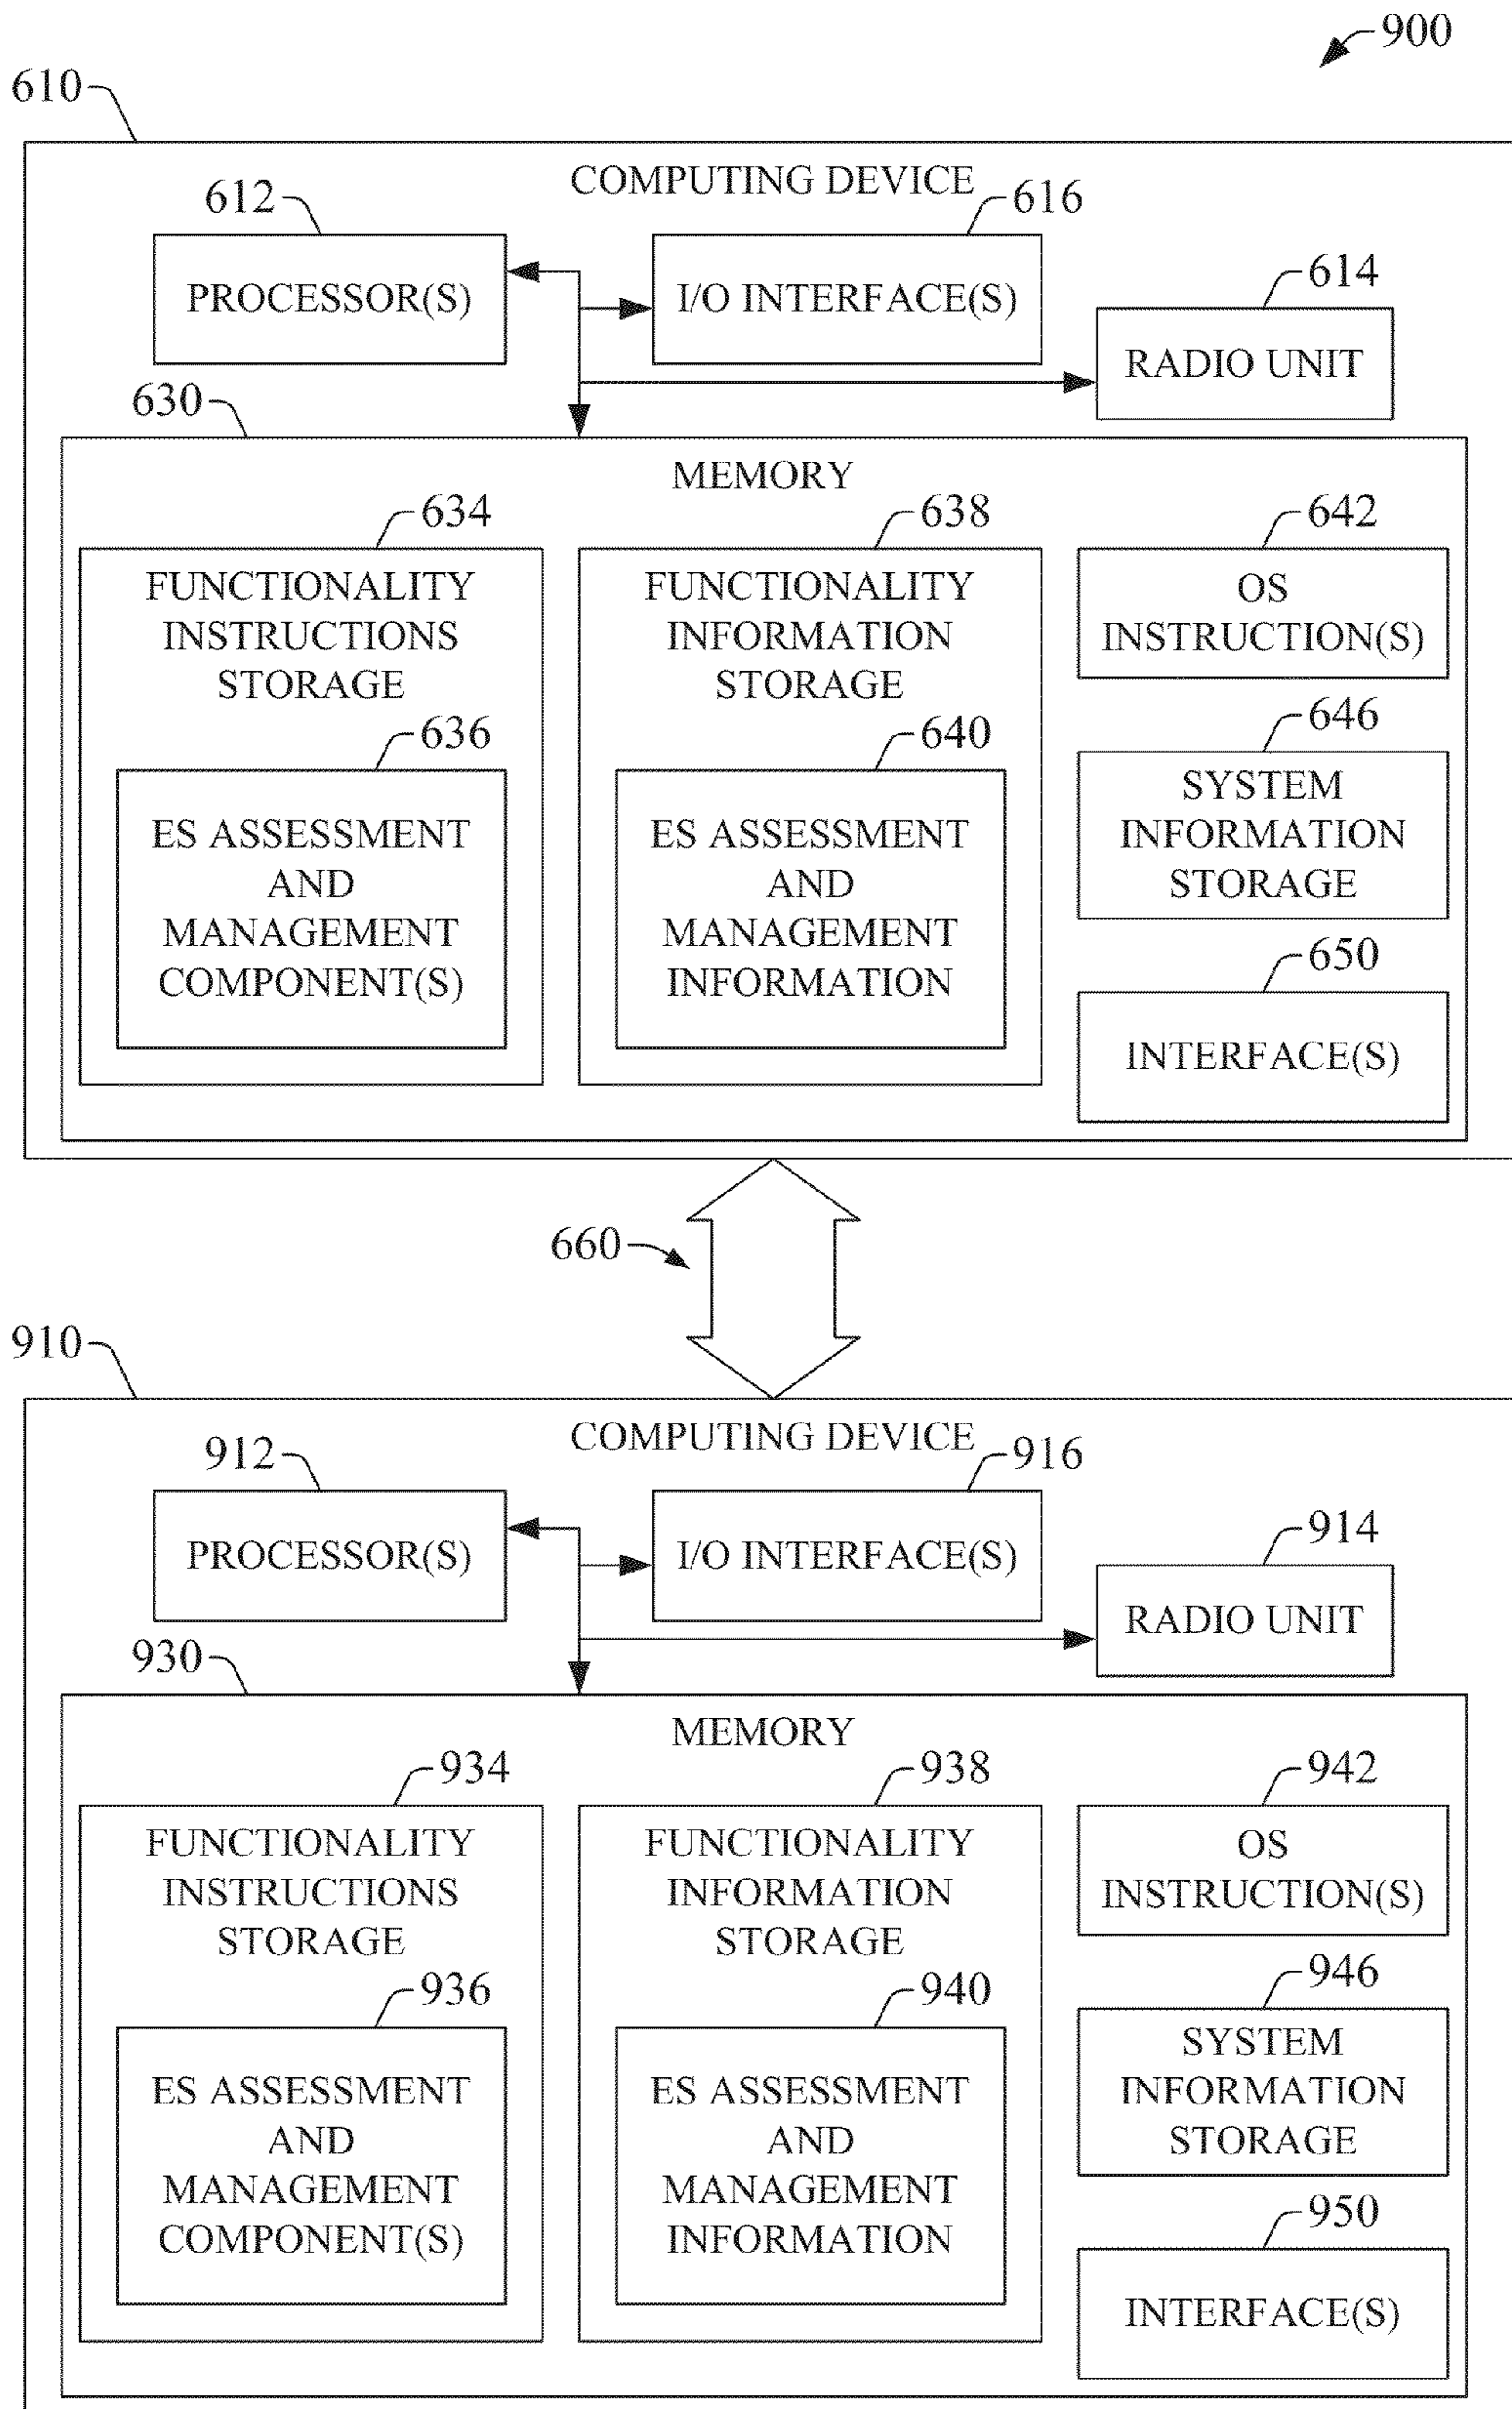 900
610
COMPUTING DEVICE
612
616
PROCESSOR(S)
I/O INTERFACE(S)
614
RADIO UNIT
630
MEMORY
634
638
642
FUNCTIONALITY
INSTRUCTIONS
STORAGE
FUNCTIONALITY
INFORMATION
STORAGE
OS
INSTRUCTION(S)
636
640
646
ES ASSESSMENT
AND
MANAGEMENT
COMPONENT(S)
ES ASSESSMENT
AND
MANAGEMENT
INFORMATION
SYSTEM
INFORMATION
STORAGE
650
INTERFACE(S)
660
910
COMPUTING DEVICE
912
916
PROCESSOR(S)
I/O INTERFACE(S)
914
RADIO UNIT
930
MEMORY
934
938
942
FUNCTIONALITY
INSTRUCTIONS
STORAGE
FUNCTIONALITY
INFORMATION
STORAGE
OS
INSTRUCTION(S)
936
940
946
ES ASSESSMENT
AND
MANAGEMENT
COMPONENT(S)
ES ASSESSMENT
AND
MANAGEMENT
INFORMATION
SYSTEM
INFORMATION
STORAGE
950
INTERFACE(S)